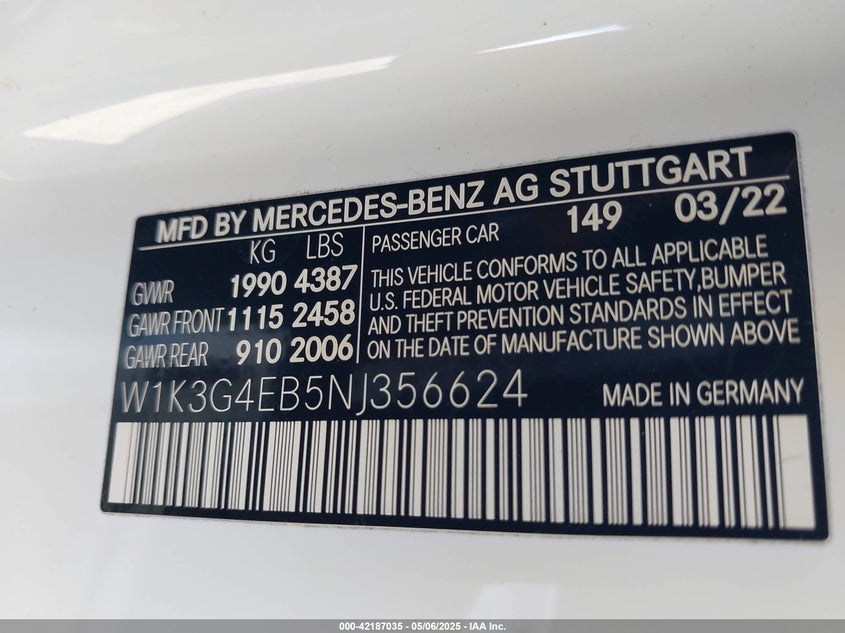 MFD BY MERCEDES-BENZ AG STUTTGART
KG LBS
PASSENGER CAR 149 03/22
GVWR 1990 4387
GAWR FRONT 1115 2458
GAWR REAR 910 2006
THIS VEHICLE CONFORMS TO ALL APPLICABLE
U.S. FEDERAL MOTOR VEHICLE SAFETY,BUMPER
AND THEFT PREVENTION STANDARDS IN EFFECT
ON THE DATE OF MANUFACTURE SHOWN ABOVE
W1K3G4EB5NJ356624
MADE IN GERMANY
000-42187035 - 05/06/2025 - IAA Inc.